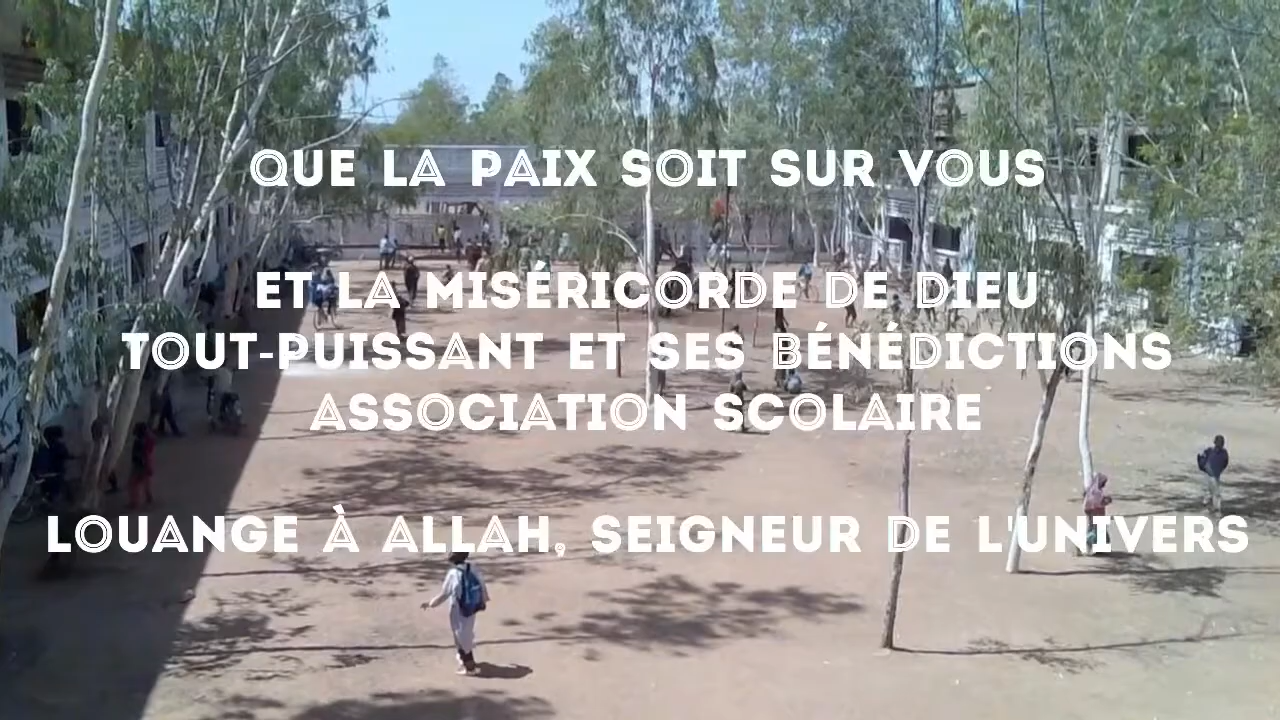 QUE LA PAIX SOIT SUR VOUS
ET LA MISÉRICORDE DE DIEU
TOUT-PUISSANT ET SES BÉNÉDICTIONS
ASSOCIATION SCOLAIRE
LOUANGE À ALLAH, SEIGNEUR DE L'UNIVERS